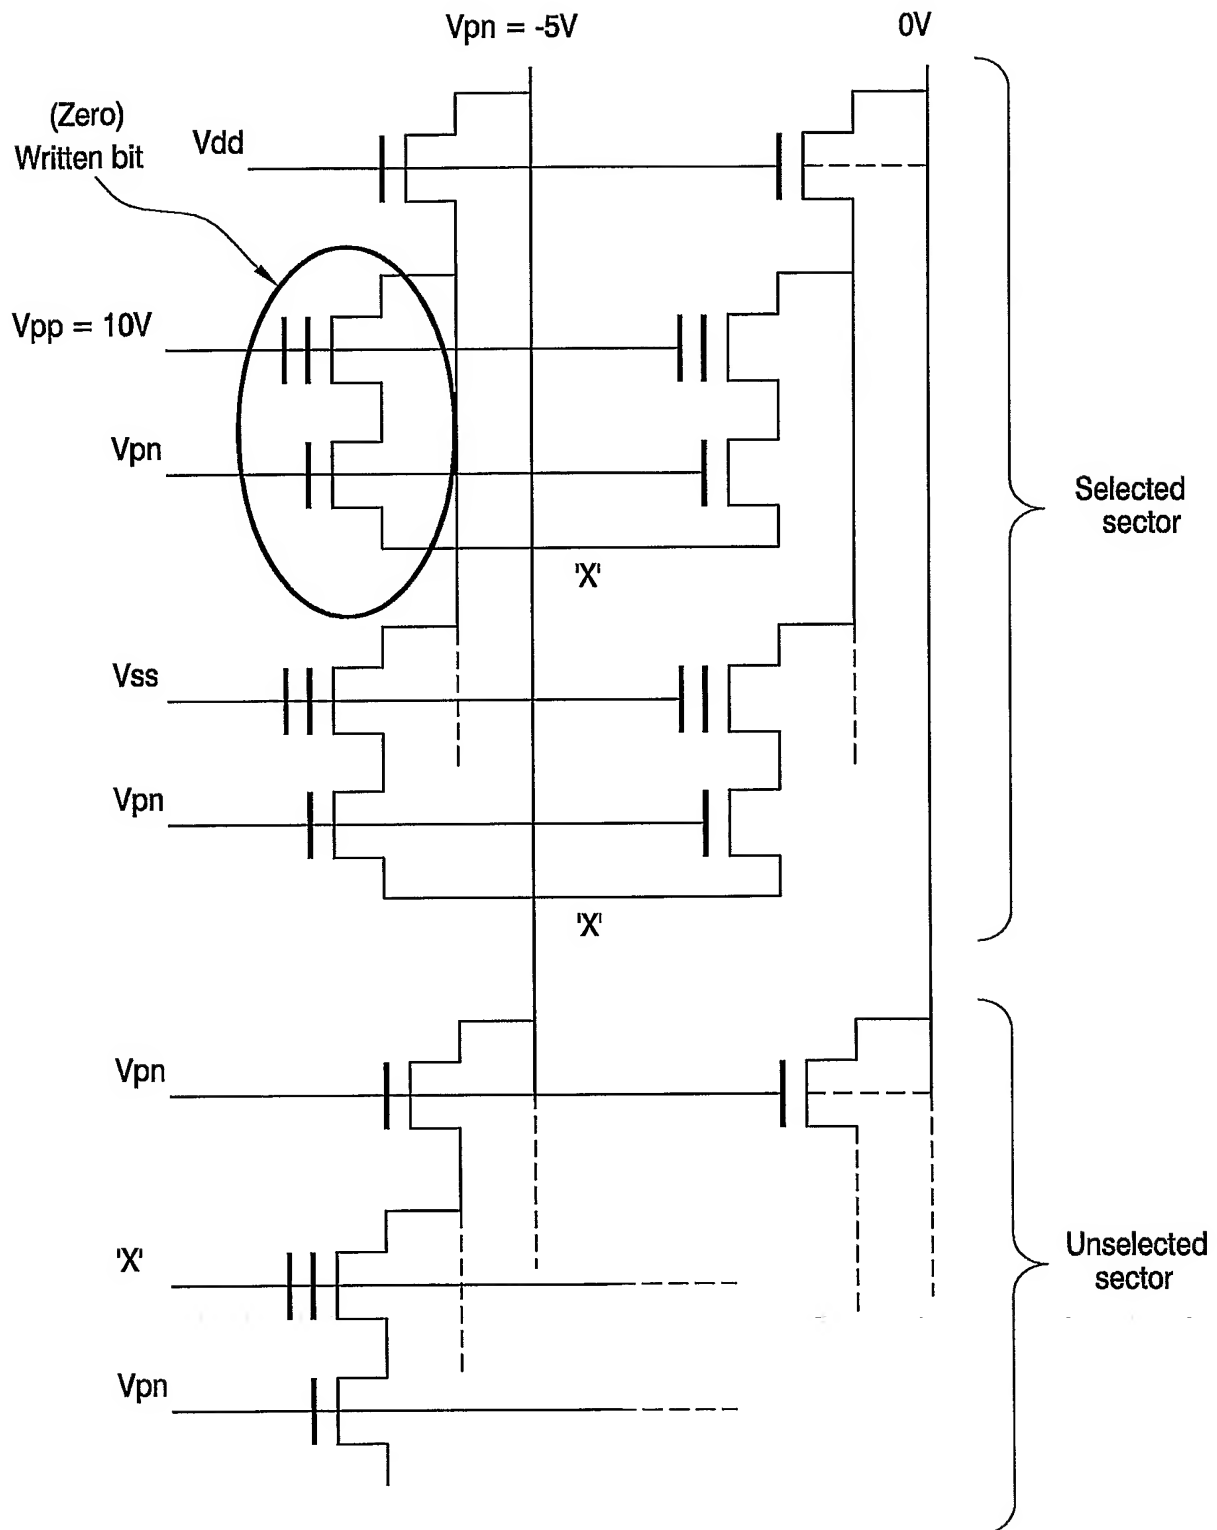 Vpn = -5V
0V
(Zero)
Written bit
Vdd
Vpp = 10V
Vpn
Selected
sector
'X'
Vss
Vpn
'X'
Vpn
Unselected
sector
'X'
Vpn